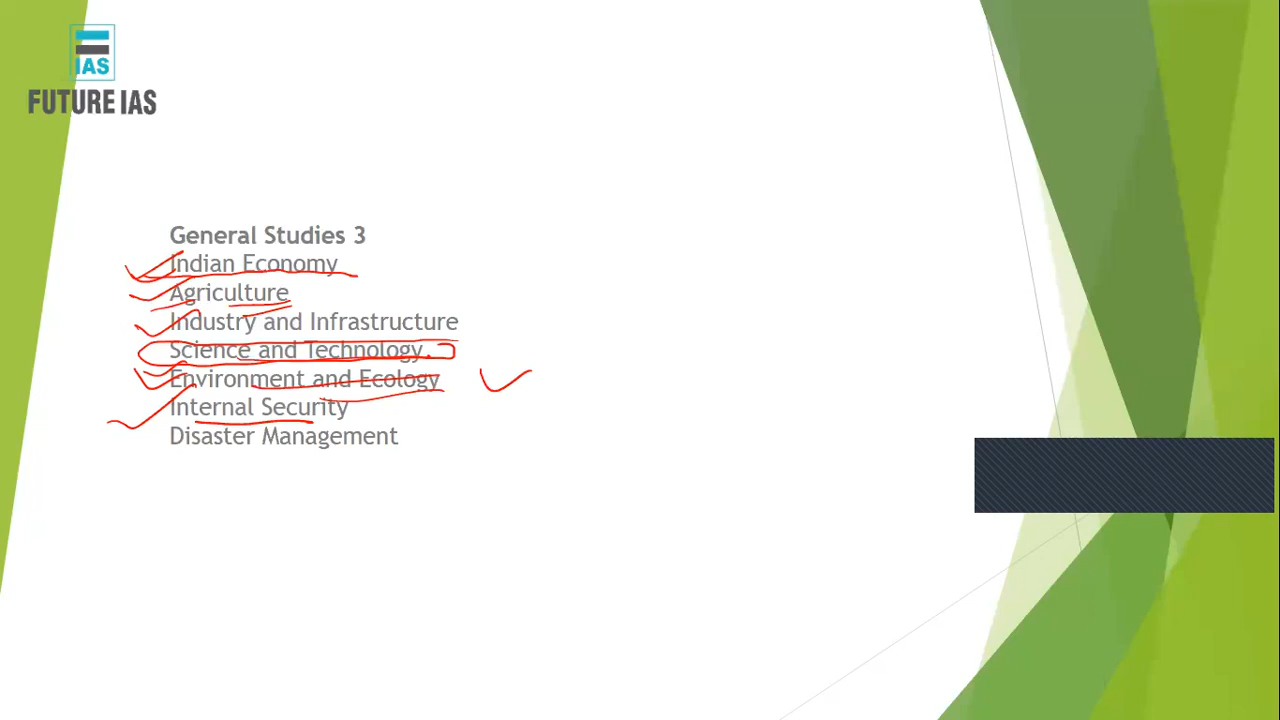 IAS
FUTURE IAS
General Studies 3
Indian Economy
Agriculture
Industry and Infrastructure
Science and Technology.
Environment and Ecology
Internal Security
Disaster Management